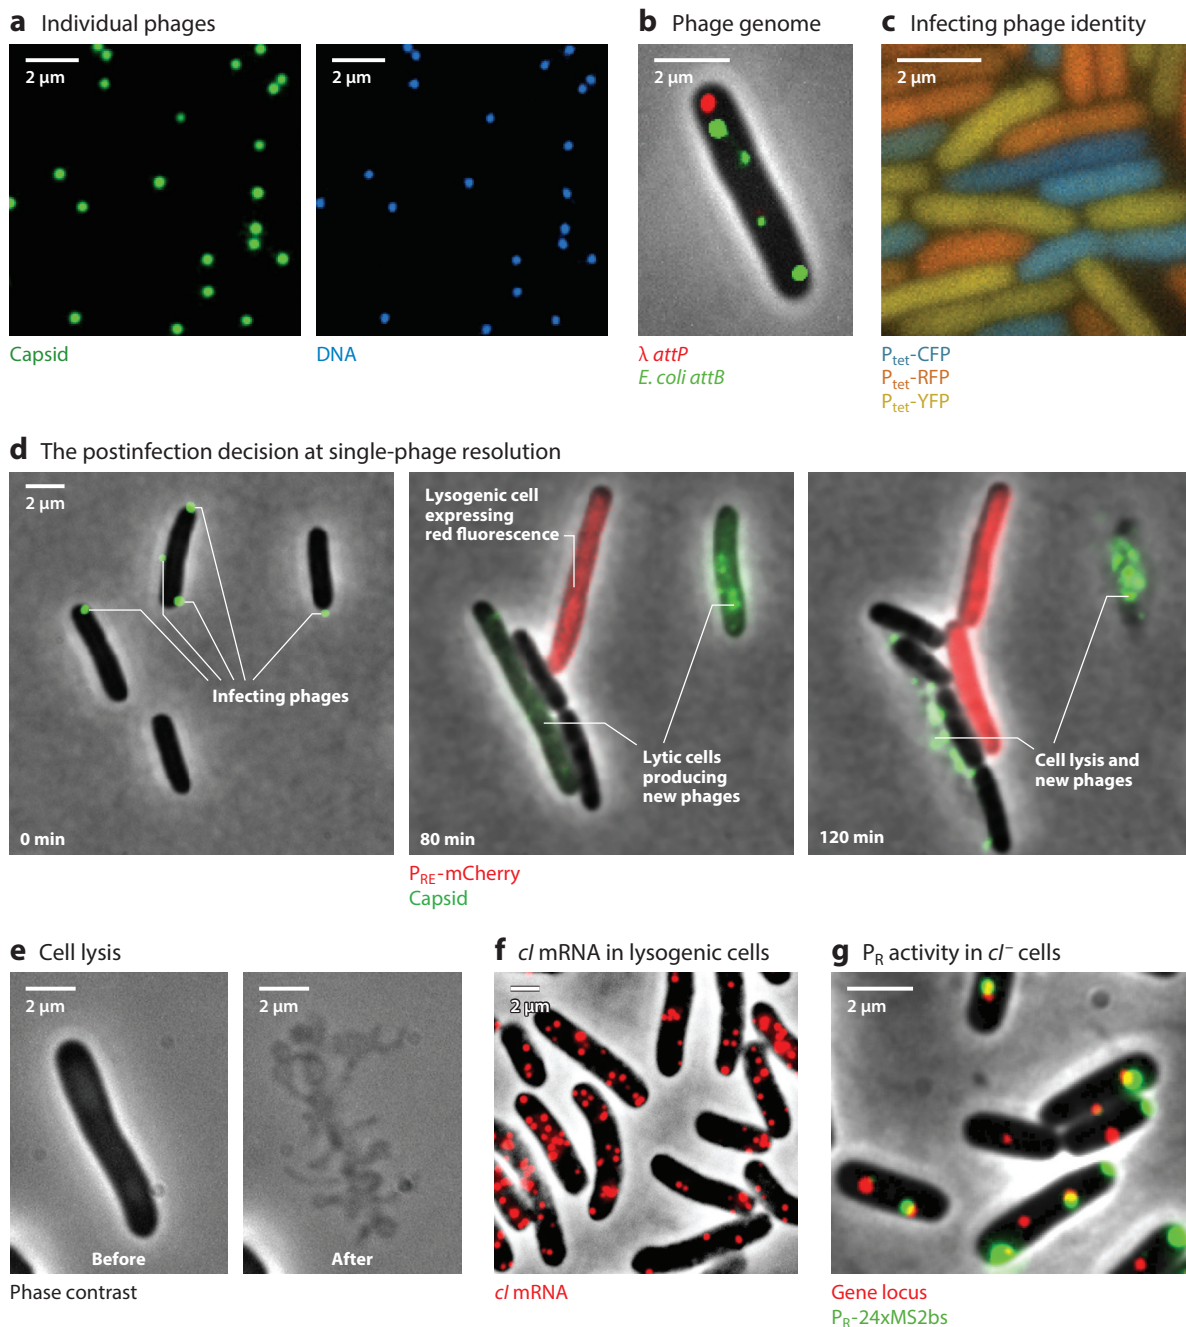 a Individual phages
2 μm
2 μm
Capsid
DNA
b Phage genome
2 μm
λ attP
E. coli attB
c Infecting phage identity
2 μm
Ptet-CFP
Ptet-RFP
Ptet-YFP
d The postinfection decision at single-phage resolution
2 μm
Infecting phages
0 min
Lysogenic cell
expressing
red fluorescence
Lytic cells
producing
new phages
80 min
Cell lysis and
new phages
120 min
PRE-mCherry
Capsid
e Cell lysis
2 μm
Before
2 μm
After
Phase contrast
f cI mRNA in lysogenic cells
2 μm
cI mRNA
g PR activity in cI– cells
2 μm
Gene locus
PR-24xMS2bs